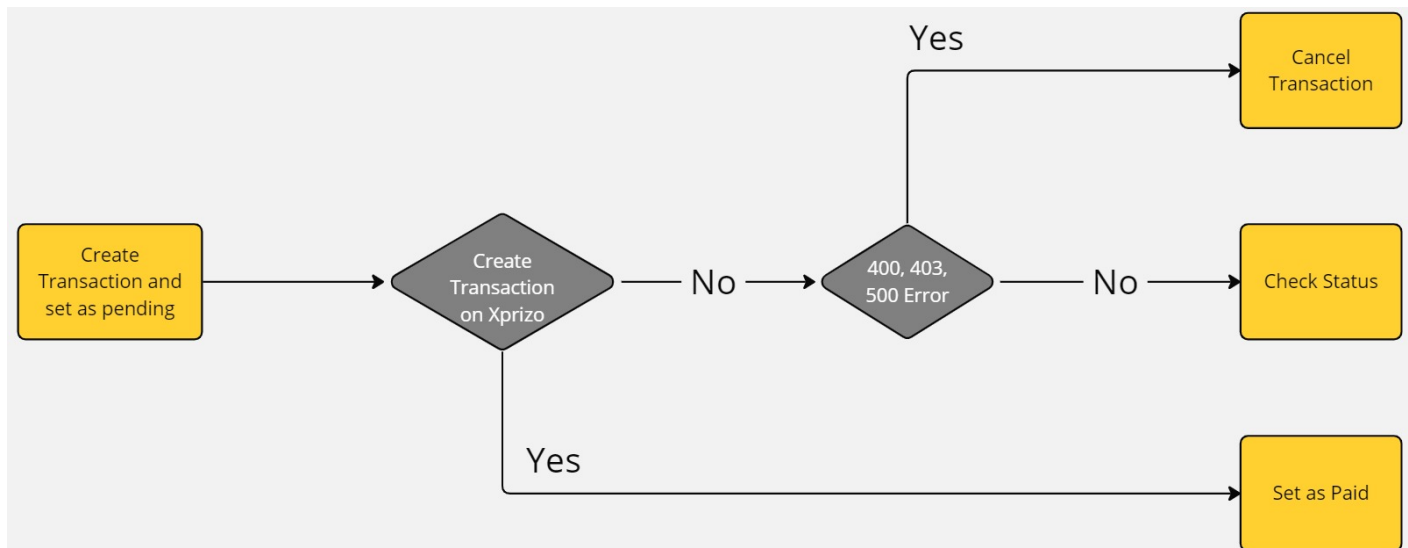 Yes
Cancel
Transaction
Create
Transaction and
set as pending
Create
Transaction
on Xprizo
No
400, 403,
500 Error
No
Check Status
Yes
Set as Paid